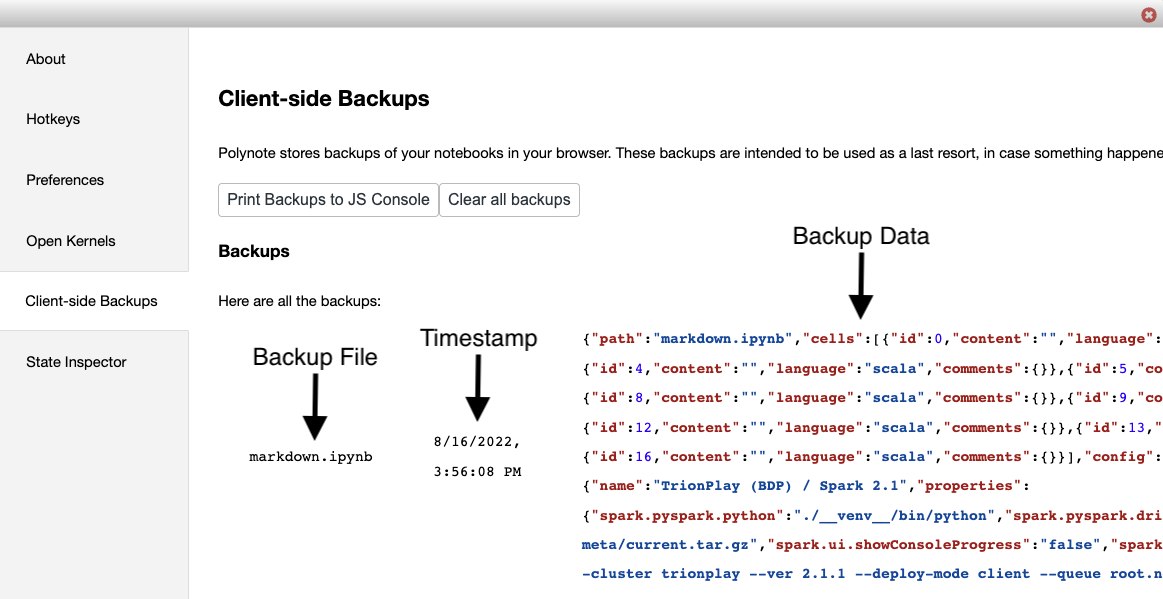 About
Hotkeys
Preferences
Open Kernels
Client-side Backups
State Inspector
Client-side Backups
Polynote stores backups of your notebooks in your browser. These backups are intended to be used as a last resort, in case something happene
Print Backups to JS Console
Clear all backups
Backups
Here are all the backups:
Backup File
markdown.ipynb
Timestamp
8/16/2022,
3:56:08 PM
Backup Data
{"path":"markdown.ipynb","cells":[{"id":0,"content":"","language":
{"id":4,"content":"","language":"scala","comments":{}},{"id":5,"co
{"id":8,"content":"","language":"scala","comments":{}},{"id":9,"co
{"id":12,"content":"","language":"scala","comments":{}},{"id":13,"
{"id":16,"content":"","language":"scala","comments":{}}],"config":
{"name":"TrionPlay (BDP) / Spark 2.1","properties":
{"spark.pyspark.python":"./__venv__/bin/python","spark.pyspark.dri
meta/current.tar.gz","spark.ui.showConsoleProgress":"false","spark
-cluster trionplay --ver 2.1.1 --deploy-mode client --queue root.n